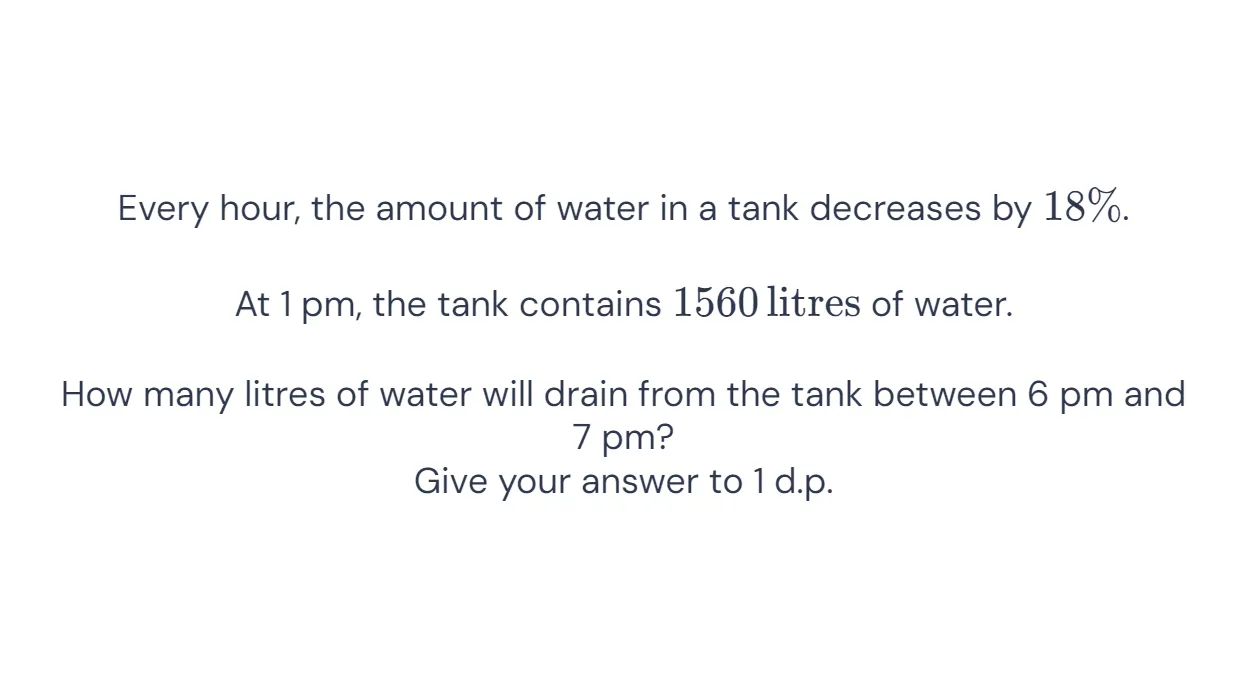 Every hour, the amount of water in a tank decreases by 18%.
At 1 pm, the tank contains 1560 litres of water.
How many litres of water will drain from the tank between 6 pm and
7 pm?
Give your answer to 1 d.p.